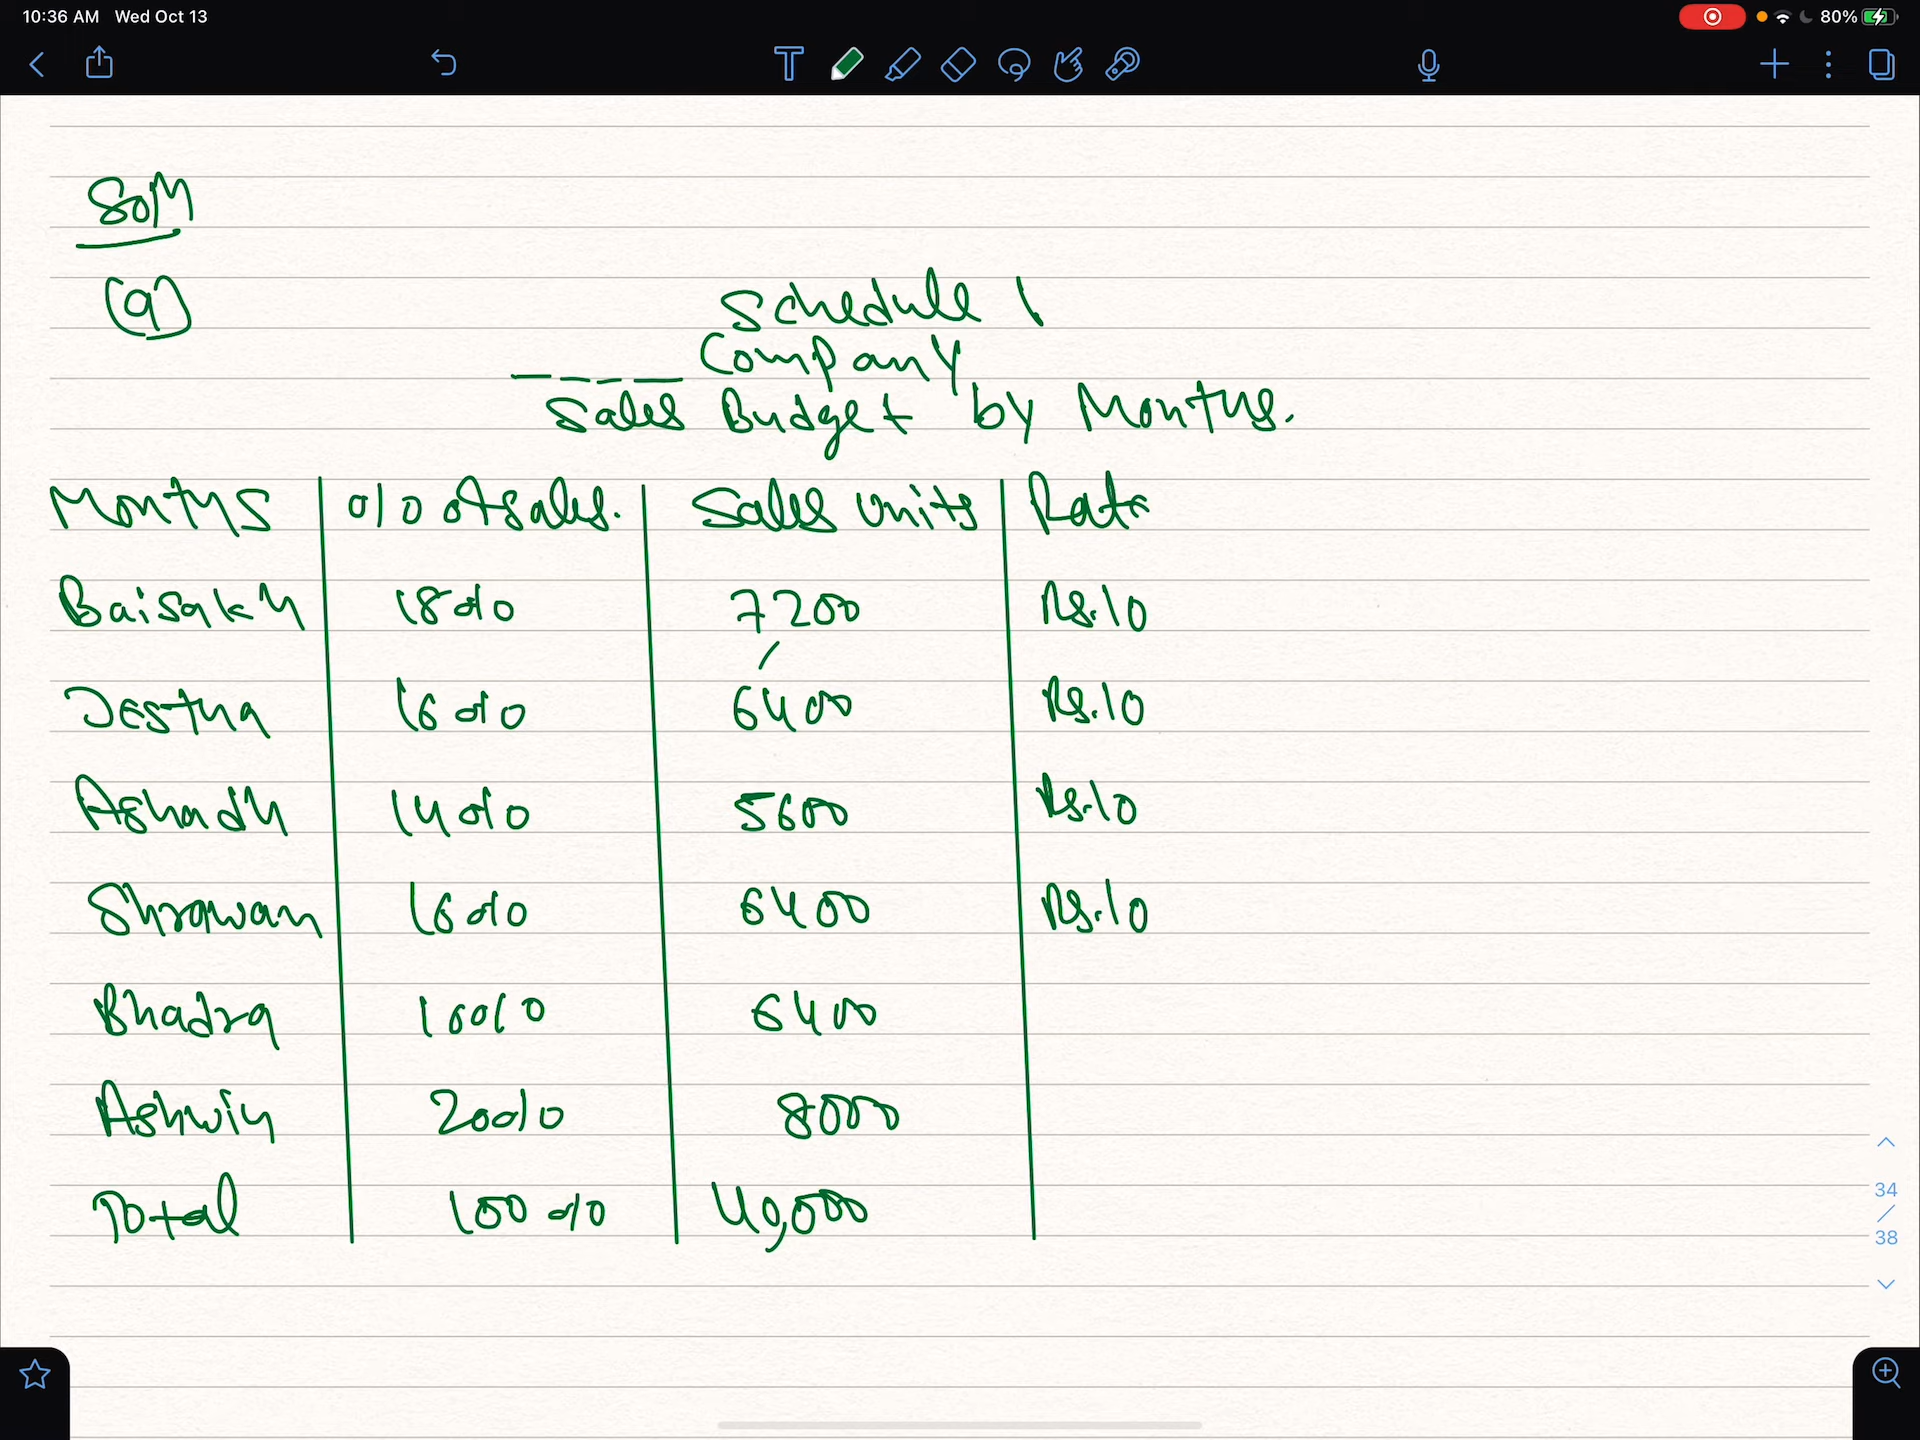 10:36 AM Wed Oct 13 80%
Soln
(a)
Schedule 1
---- Company
Sales Budget by Months.
Months % of sales. Sales units Rate
Baisakh 18% 7200 Rs.10
Jestha 16% 6400 Rs.10
Ashadh 14% 5600 Rs.10
Shrawan 16% 6400 Rs.10
Bhadra 16% 6400
Ashwin 20% 8000
Total 100% 40,000
34
/
38